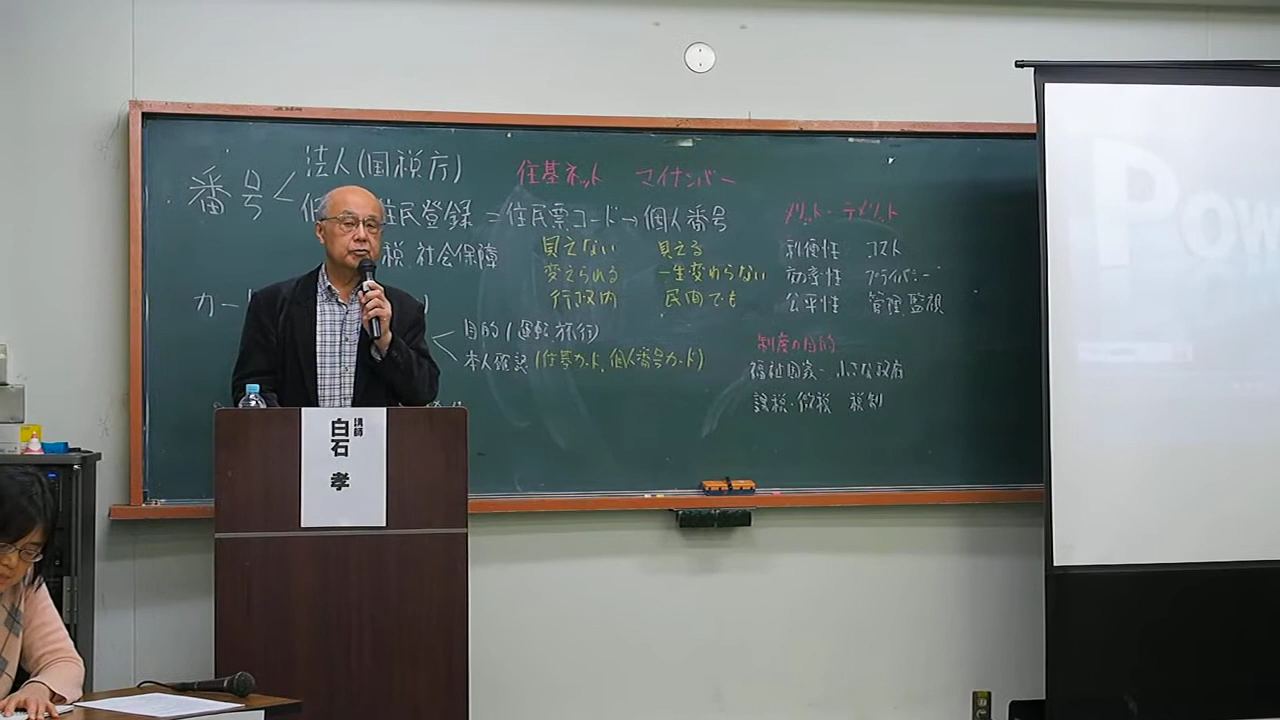 法人(国税庁)
番号<
住基ネット マイナンバー
住民登録=住民票コード→個人番号
税 社会保障
見えない 見える
変えられる 一生変わらない
行政内 民間でも
カー
目的(運転、旅行)
本人確認(住基カード、個人番号カード)
メリット・デメリット
利便性 コスト
効率性 プライバシー
公平性 管理・監視
制度の目的
福祉国家- 小さな政府
課税・徴税 税制
講師
白石 孝
Pow